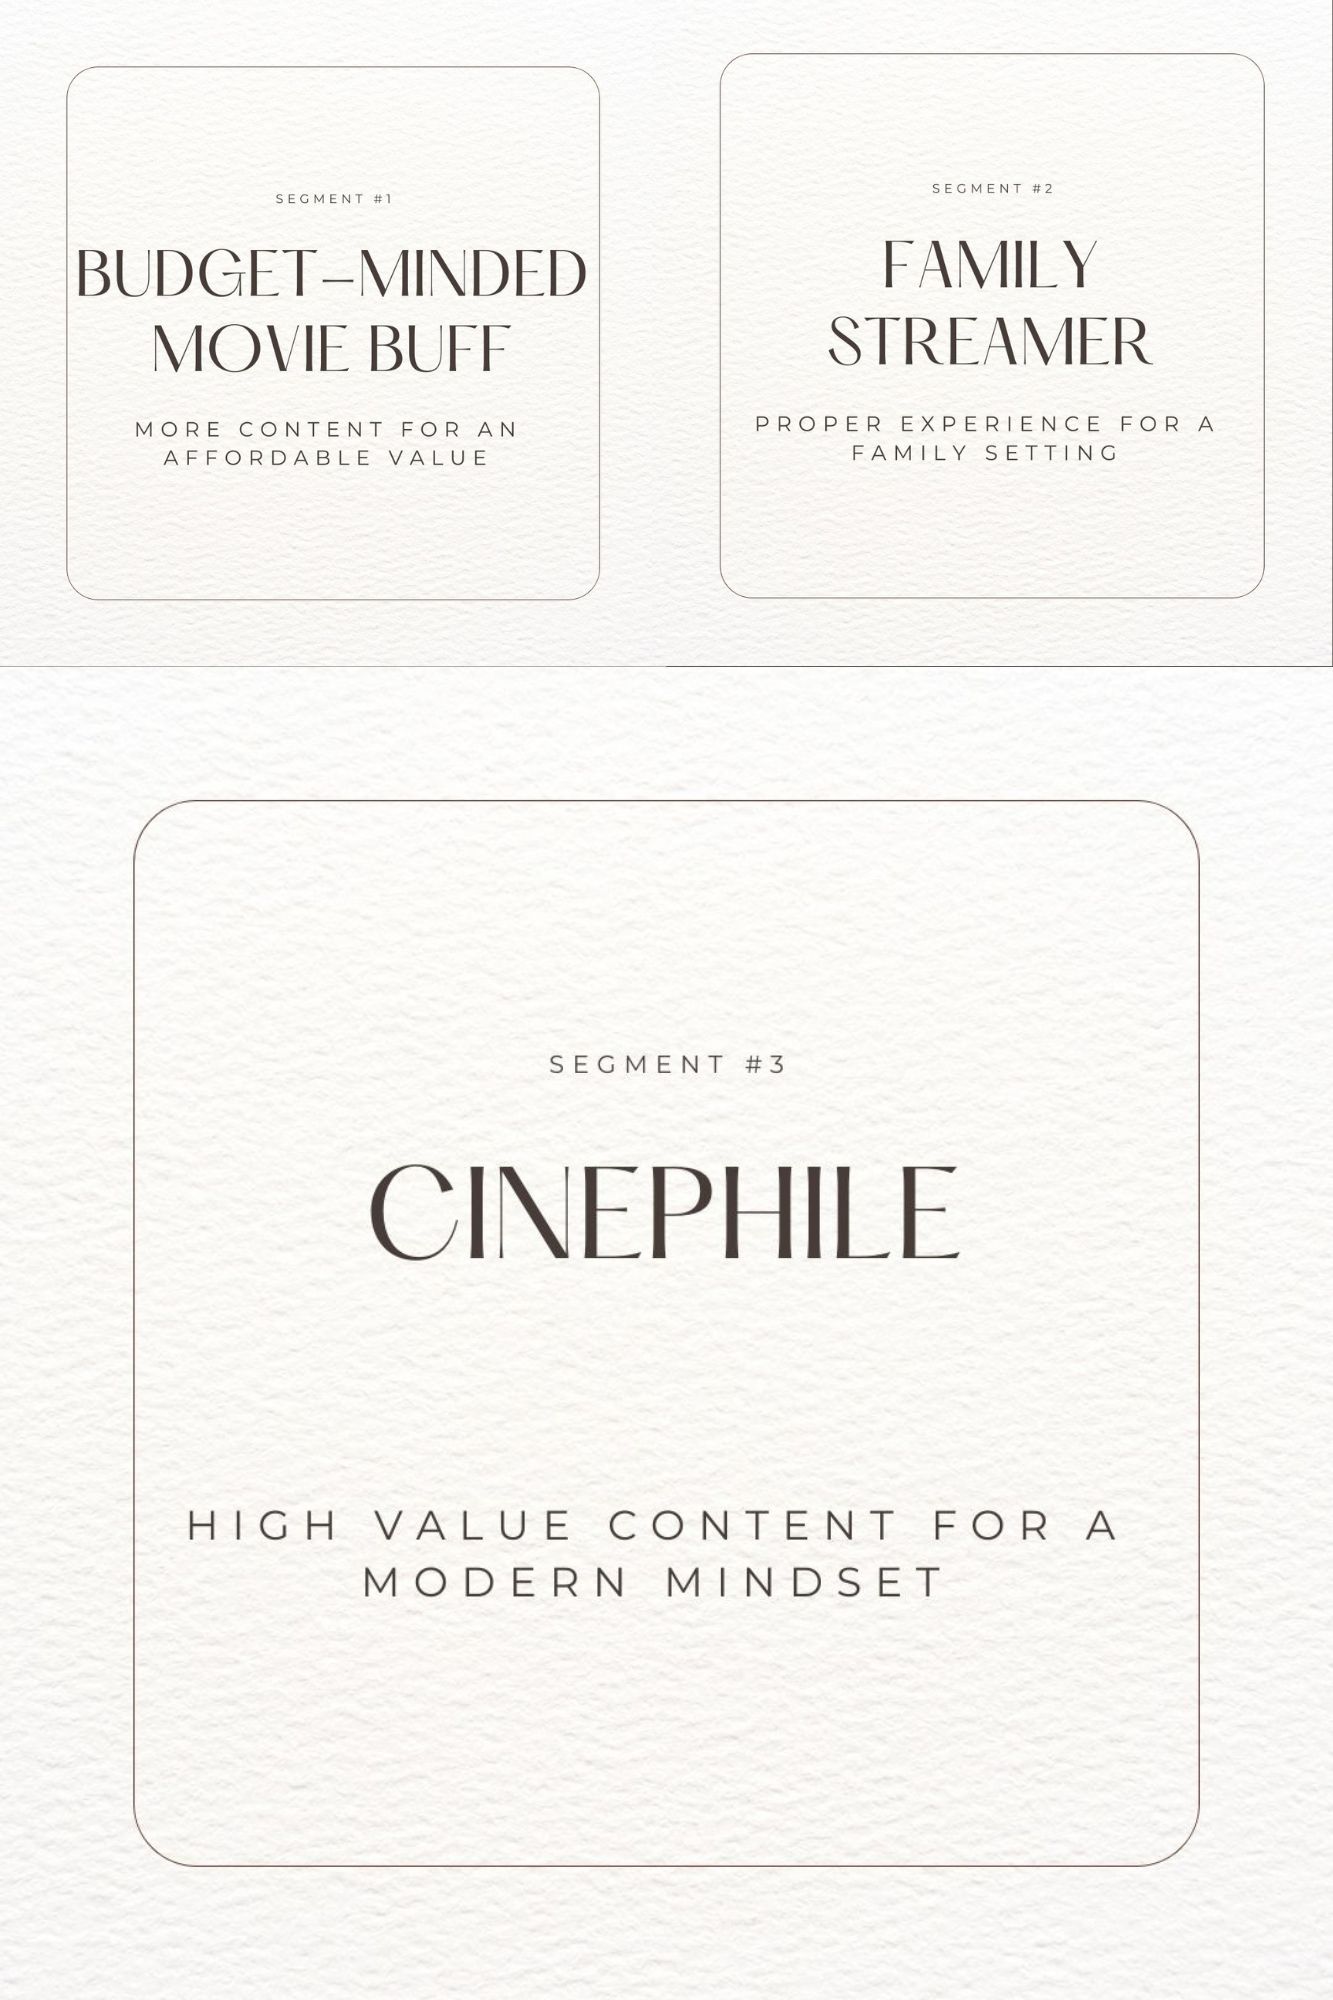 SEGMENT #1
BUDGET–MINDED
MOVIE BUFF
MORE CONTENT FOR AN
AFFORDABLE VALUE
SEGMENT #2
FAMILY
STREAMER
PROPER EXPERIENCE FOR A
FAMILY SETTING
SEGMENT #3
CINEPHILE
HIGH VALUE CONTENT FOR A
MODERN MINDSET